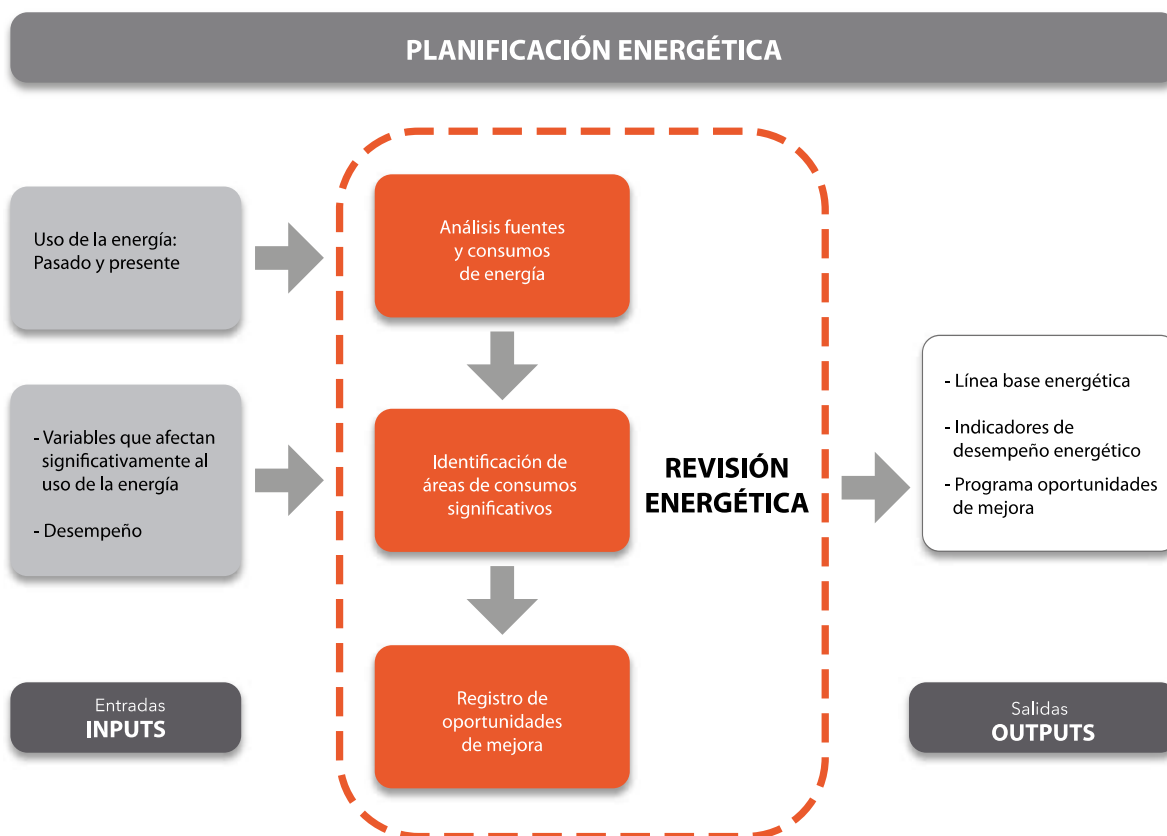 PLANIFICACIÓN ENERGÉTICA
Uso de la energía:
Pasado y presente
- Variables que afectan
significativamente al
uso de la energía
- Desempeño
Entradas
INPUTS
Análisis fuentes
y consumos
de energía
Identificación de
áreas de consumos
significativos
Registro de
oportunidades
de mejora
REVISIÓN
ENERGÉTICA
- Línea base energética
- Indicadores de
desempeño energético
- Programa oportunidades
de mejora
Salidas
OUTPUTS